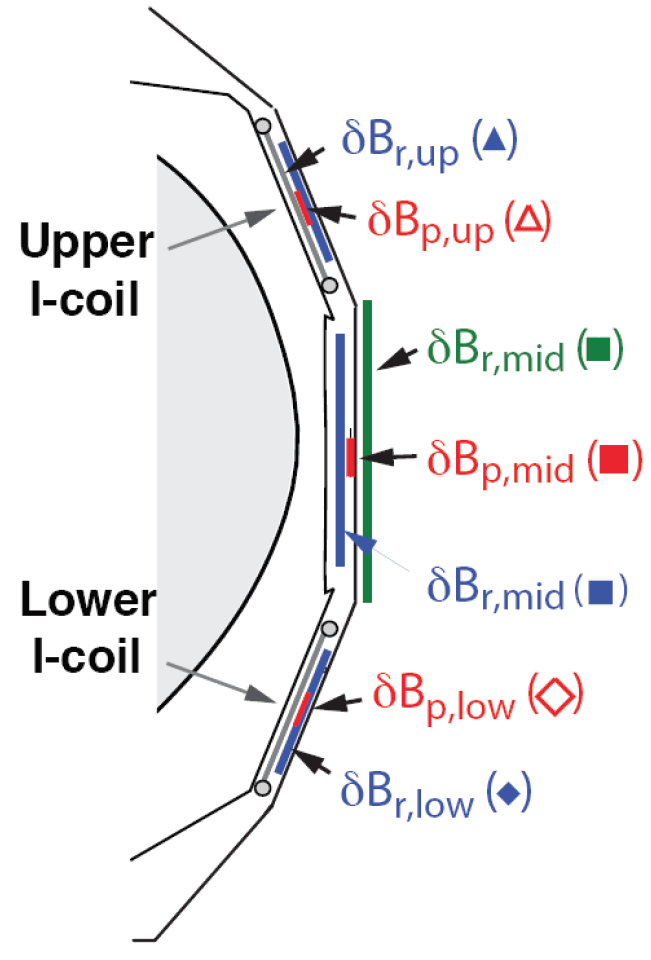 δBr,up (▲)
δBp,up (△)
Upper
I-coil
δBr,mid (■)
δBp,mid (■)
δBr,mid (■)
Lower
I-coil
δBp,low (◇)
δBr,low (◆)